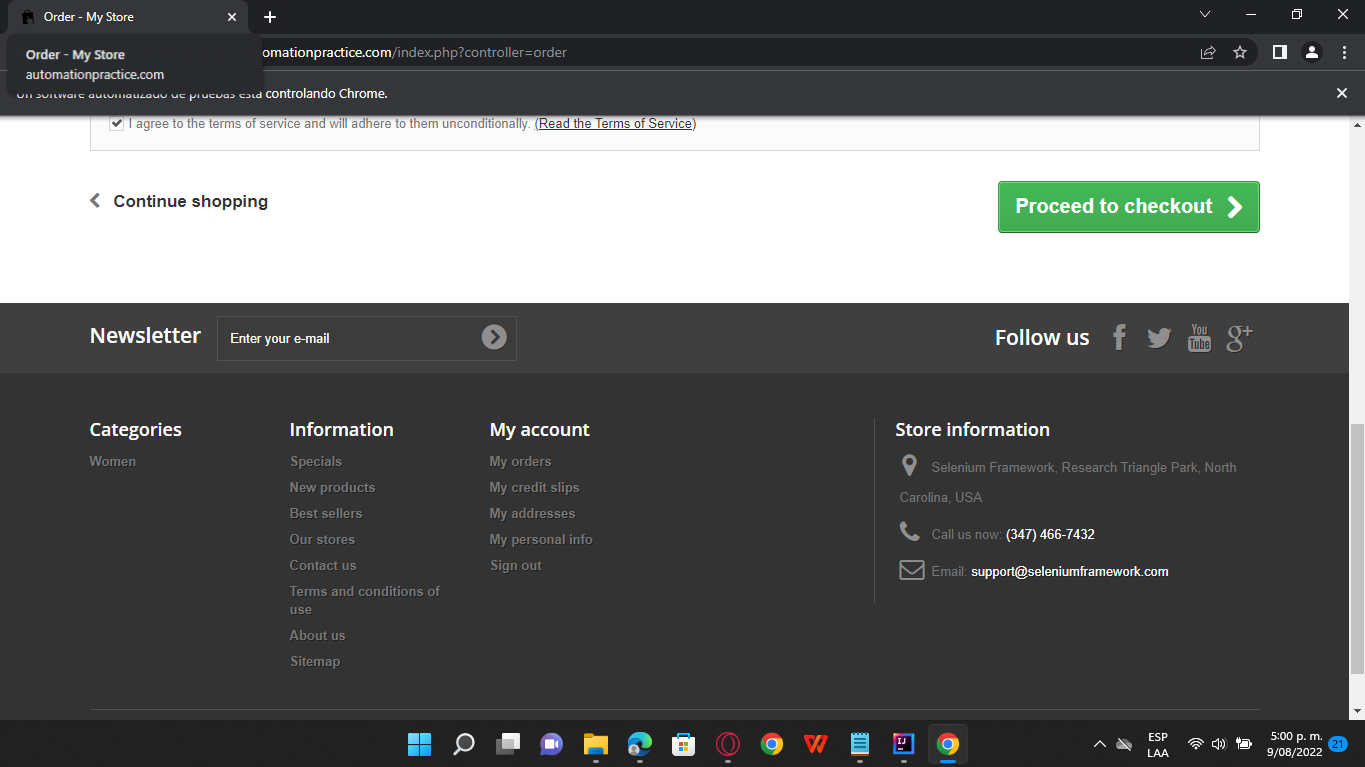 Order - My Store
Order - My Store
automationpractice.com
omationpractice.com/index.php?controller=order
Un software automatizado de pruebas está controlando Chrome.
I agree to the terms of service and will adhere to them unconditionally. (Read the Terms of Service)
Continue shopping
Proceed to checkout
Newsletter
Enter your e-mail
Follow us
You
Tube
g+
Categories
Women
Information
Specials
New products
Best sellers
Our stores
Contact us
Terms and conditions of
use
About us
Sitemap
My account
My orders
My credit slips
My addresses
My personal info
Sign out
Store information
Selenium Framework, Research Triangle Park, North
Carolina, USA
Call us now: (347) 466-7432
Email: support@seleniumframework.com
ESP
LAA
5:00 p. m.
9/08/2022
21